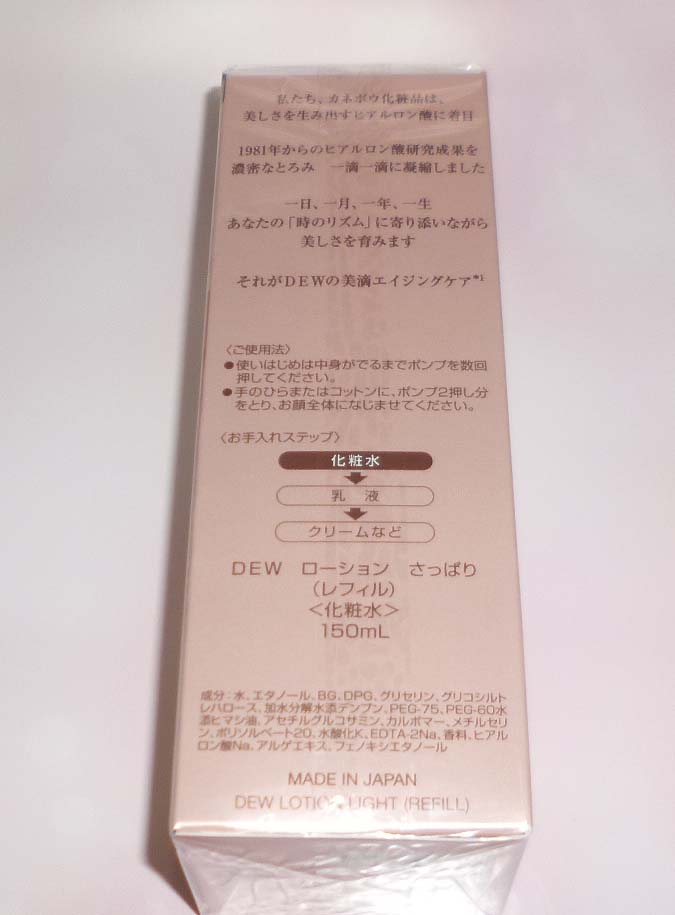 私たち、カネボウ化粧品は、
美しさを生み出すヒアルロン酸に着目
1981年からのヒアルロン酸研究成果を
濃密なとろみ　一滴一滴に凝縮しました
一日、一月、一年、一生
あなたの「時のリズム」に寄り添いながら
美しさを育みます
それがDEWの美滴エイジングケア*1
〈ご使用法〉
●使いはじめは中身がでるまでポンプを数回
押してください。
●手のひらまたはコットンに、ポンプ2押し分
をとり、お顔全体になじませてください。
〈お手入れステップ〉
化粧水
乳　液
クリームなど
DEW　ローション　さっぱり
（レフィル）
＜化粧水＞
150mL
成分：水、エタノール、BG、DPG、グリセリン、グリコシルト
レハロース、加水分解水添デンプン、PEG-75、PEG-60水
添ヒマシ油、アセチルグルコサミン、カルボマー、メチルセリ
ン、ポリソルベート20、水酸化K、EDTA-2Na、香料、ヒアル
ロン酸Na、アルゲエキス、フェノキシエタノール
MADE IN JAPAN
DEW LOTION LIGHT (REFILL)